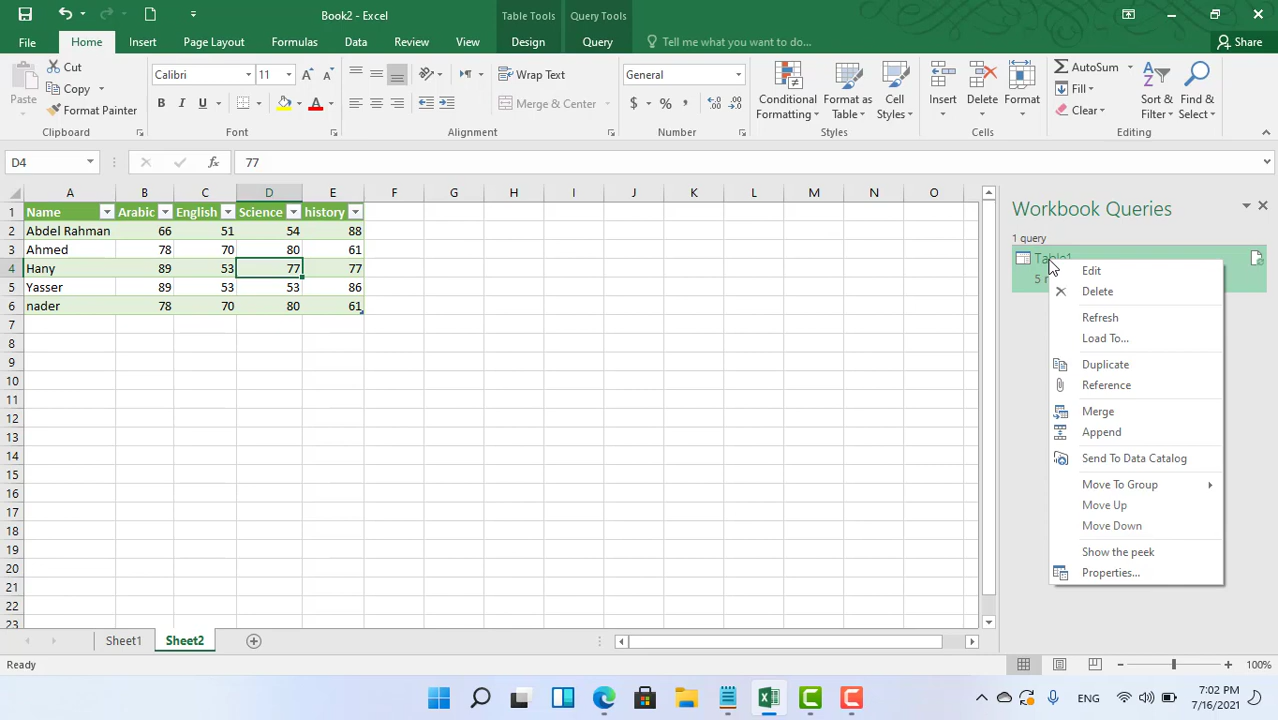 Book2 - Excel
Table Tools
Query Tools
File
Home
Insert
Page Layout
Formulas
Data
Review
View
Design
Query
Tell me what you want to do...
Share
Paste
Cut
Copy
Format Painter
Clipboard
Calibri
11
B
I
U
Font
Wrap Text
Merge & Center
Alignment
General
$
%
,
Number
Conditional Formatting
Format as Table
Cell Styles
Styles
Insert
Delete
Format
Cells
AutoSum
Fill
Clear
Sort & Filter
Find & Select
Editing
D4
fx
77
A B C D E F G H I J K L M N O
1 Name Arabic English Science history
2 Abdel Rahman 66 51 54 88
3 Ahmed 78 70 80 61
4 Hany 89 53 77 77
5 Yasser 89 53 53 86
6 nader 78 70 80 61
7
8
9
10
11
12
13
14
15
16
17
18
19
20
21
22
23
Workbook Queries
1 query
Table1
5
Edit
Delete
Refresh
Load To...
Duplicate
Reference
Merge
Append
Send To Data Catalog
Move To Group
Move Up
Move Down
Show the peek
Properties...
Sheet1
Sheet2
Ready
100%
ENG
7:02 PM
7/16/2021